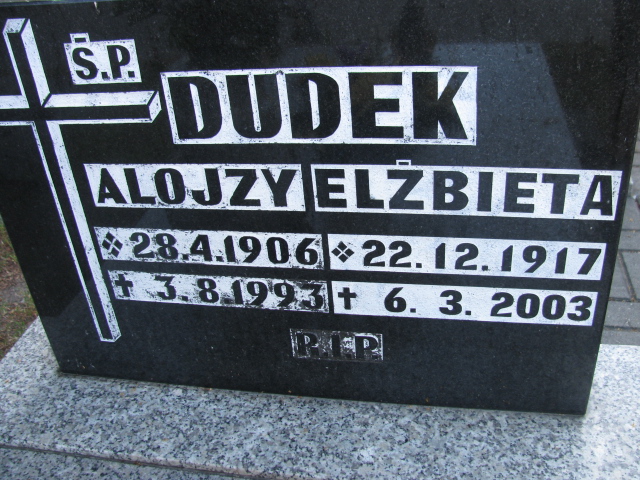 Ṡ.P.
DUDEK
ALOJZY ELŻBIETA
❖ 28.4.1906 ❖ 22.12.1917
✝ 3.8.1993 ✝ 6.3.2003
R.I.P.